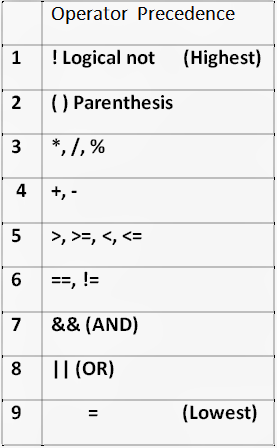 Operator Precedence
1 ! Logical not (Highest)
2 ( ) Parenthesis
3 *, /, %
4 +, -
5 >, >=, <, <=
6 ==, !=
7 && (AND)
8 || (OR)
9 = (Lowest)